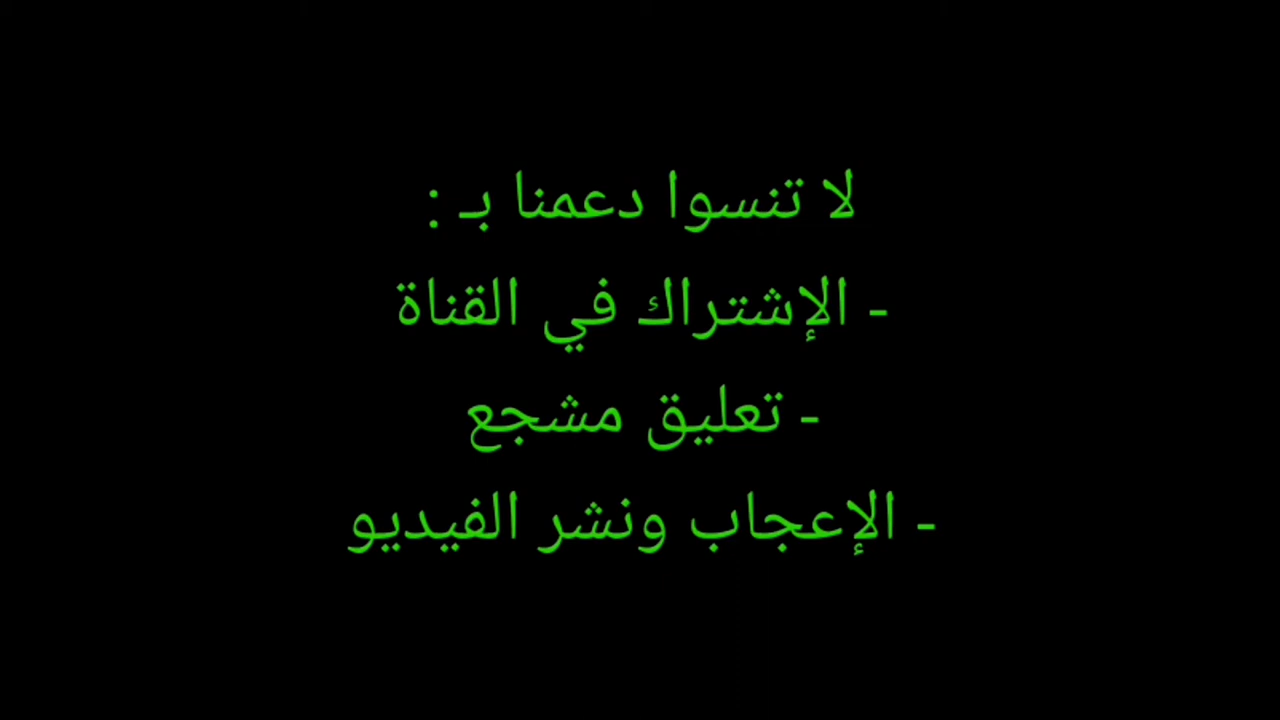 لا تنسوا دعمنا بـ :
- الإشتراك في القناة
- تعليق مشجع
- الإعجاب ونشر الفيديو